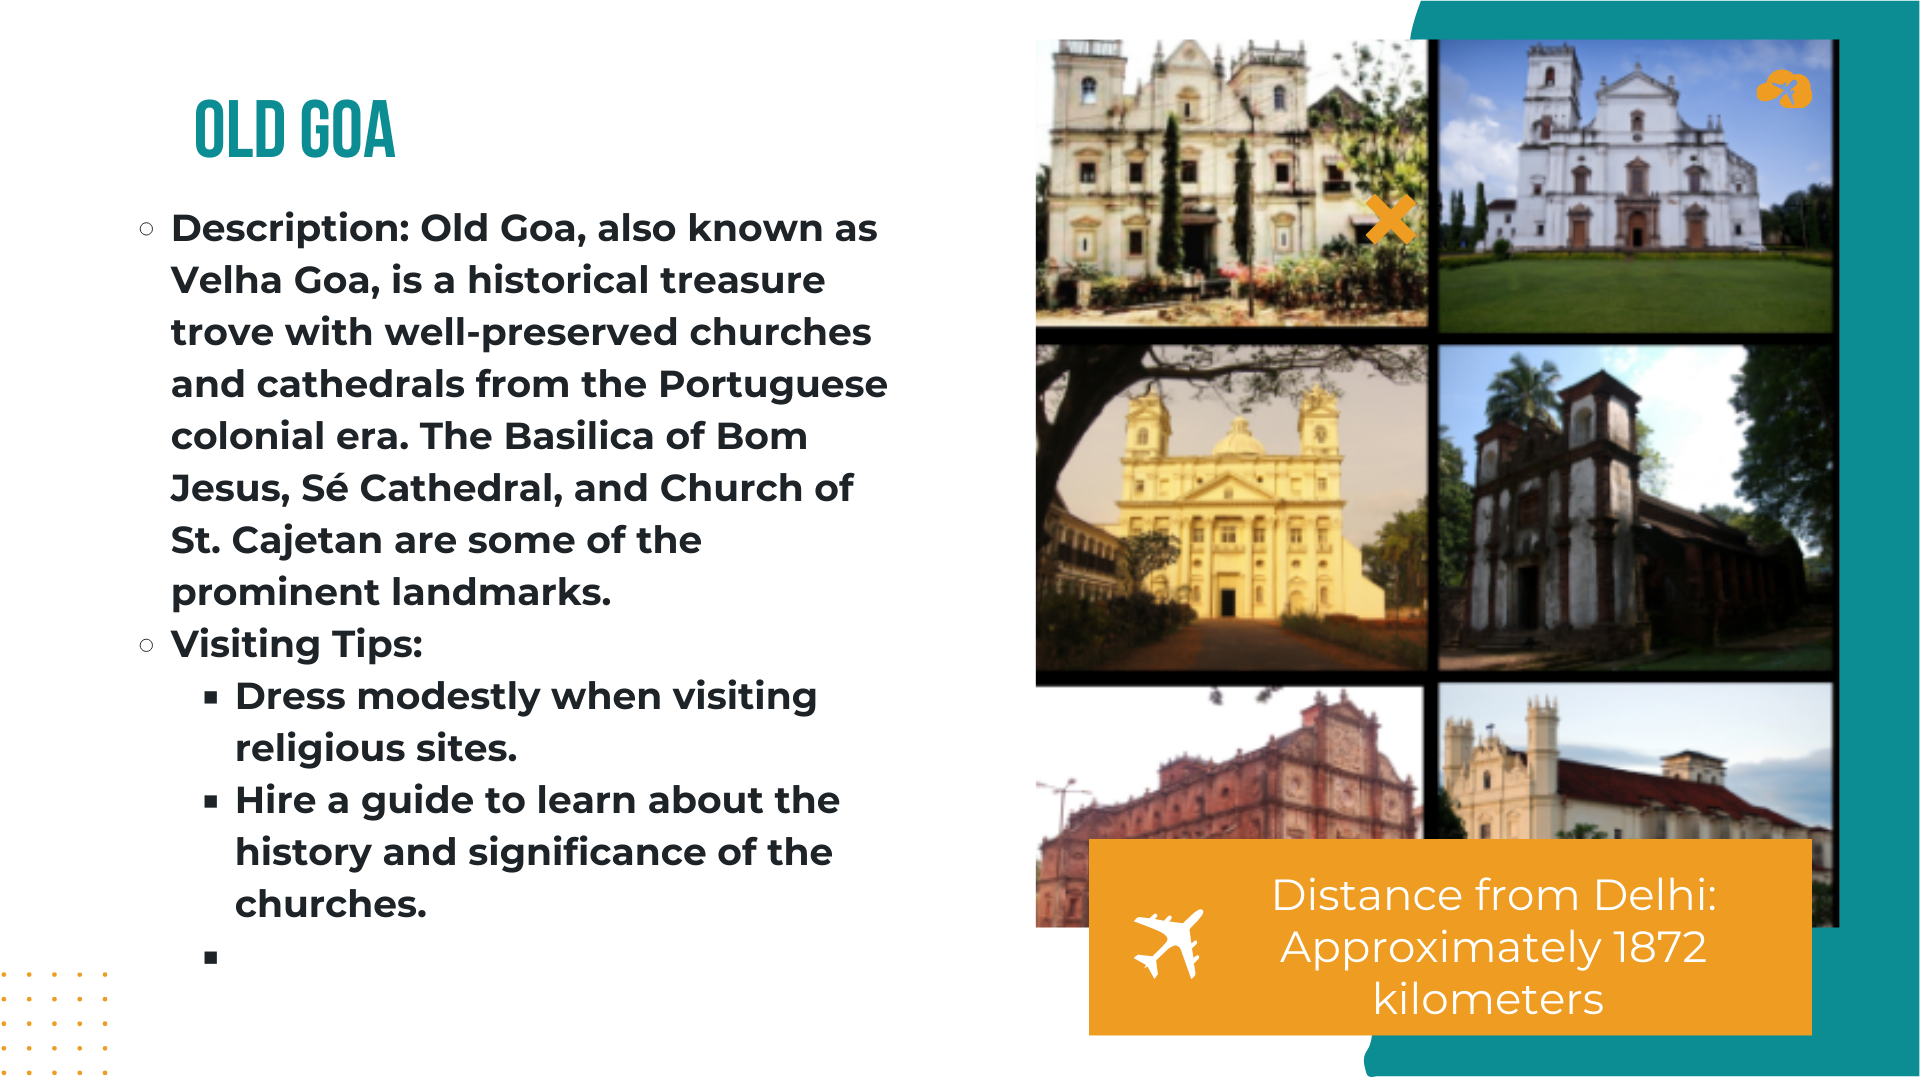 OLD GOA
Description: Old Goa, also known as
Velha Goa, is a historical treasure
trove with well-preserved churches
and cathedrals from the Portuguese
colonial era. The Basilica of Bom
Jesus, Sé Cathedral, and Church of
St. Cajetan are some of the
prominent landmarks.
Visiting Tips:
Dress modestly when visiting
religious sites.
Hire a guide to learn about the
history and significance of the
churches.
Distance from Delhi:
Approximately 1872
kilometers